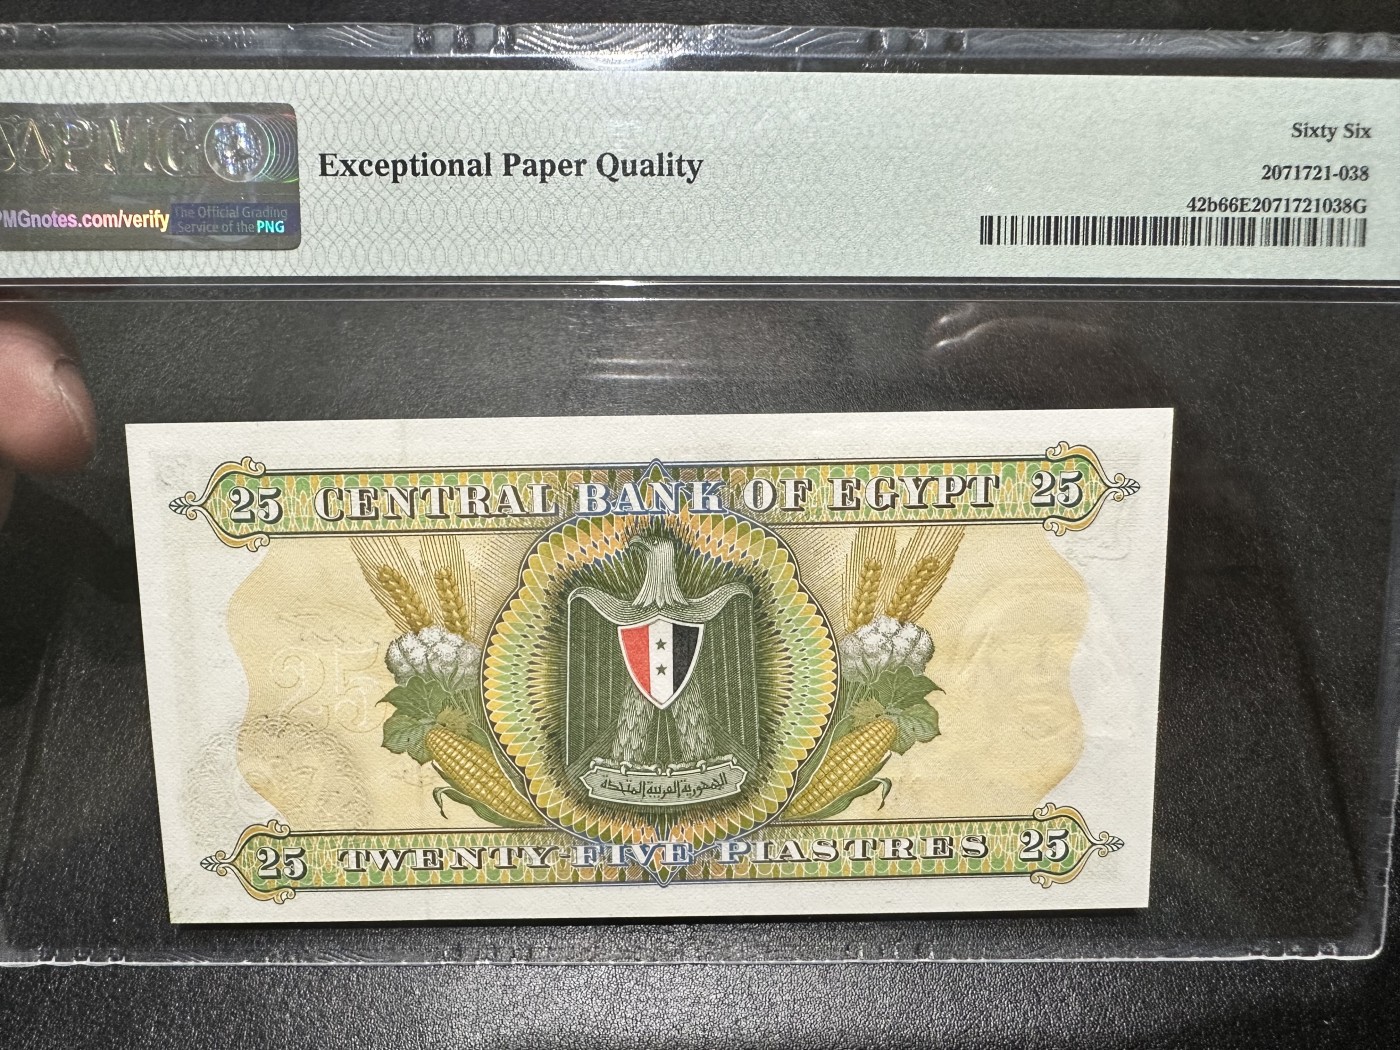 PMG
PMGnotes.com/verify
The Official Grading
Service of the PNG
Exceptional Paper Quality
Sixty Six
2071721-038
42b66E2071721038G
25 CENTRAL BANK OF EGYPT 25
25
الجمهورية العربية المتحدة
25 TWENTY-FIVE PIASTRES 25